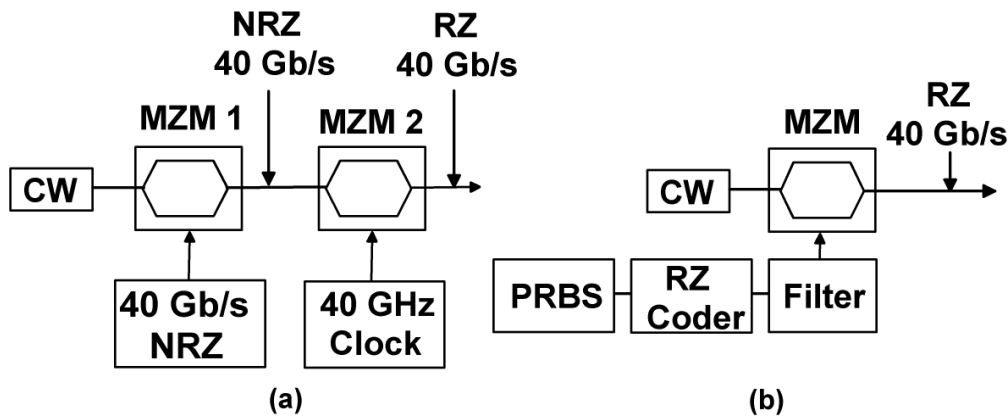 NRZ
40 Gb/s
RZ
40 Gb/s
MZM 1
MZM 2
CW
40 Gb/s
NRZ
40 GHz
Clock
(a)
RZ
40 Gb/s
MZM
CW
PRBS
RZ
Coder
Filter
(b)